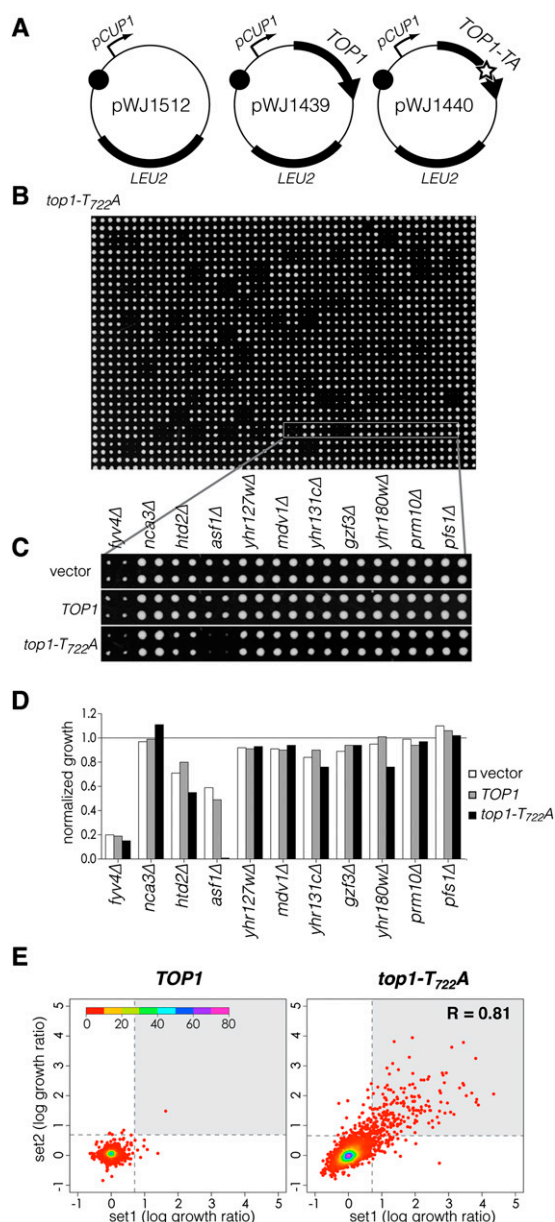 A
pCUP1
pCUP1
TOP1
pCUP1
TOP1-TA
pWJ1512
pWJ1439
pWJ1440
LEU2
LEU2
LEU2
B
top1-T722A
fyv4Δ
nca3Δ
htd2Δ
asf1Δ
yhr127wΔ
mdv1Δ
yhr131cΔ
gzf3Δ
yhr180wΔ
prm10Δ
pfs1Δ
C
vector
TOP1
top1-T722A
D
normalized growth
1.2
1.0
0.8
0.6
0.4
0.2
0.0
vector
TOP1
top1-T722A
fyv4Δ
nca3Δ
htd2Δ
asf1Δ
yhr127wΔ
mdv1Δ
yhr131cΔ
gzf3Δ
yhr180wΔ
prm10Δ
pfs1Δ
E
TOP1
top1-T722A
0 20 40 60 80
R = 0.81
set2 (log growth ratio)
5
4
3
2
1
0
-1
5
4
3
2
1
0
-1
-1 0 1 2 3 4 5
-1 0 1 2 3 4 5
set1 (log growth ratio)
set1 (log growth ratio)